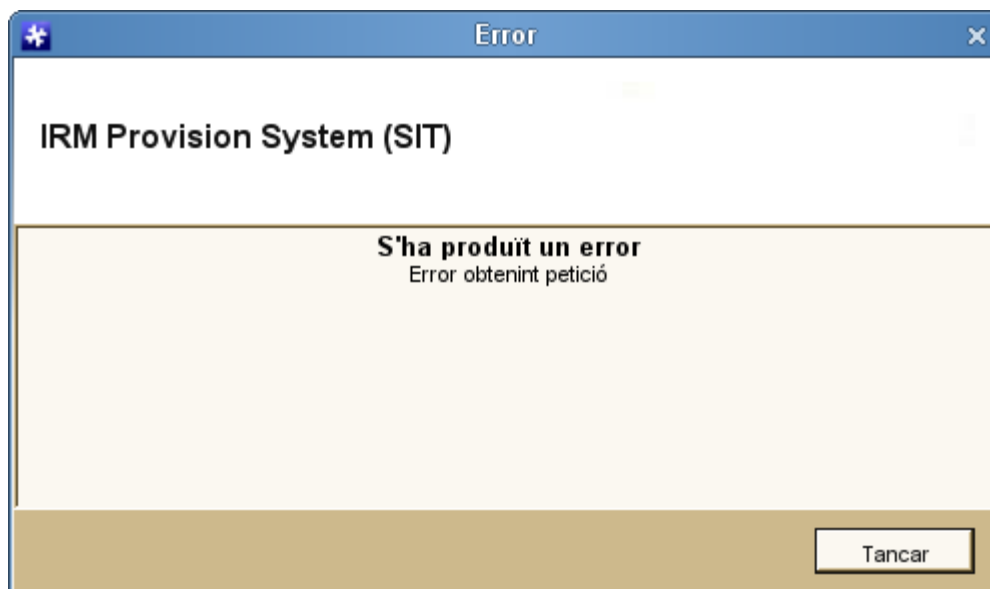 Error
IRM Provision System (SIT)
S'ha produït un error
Error obtenint petició
Tancar